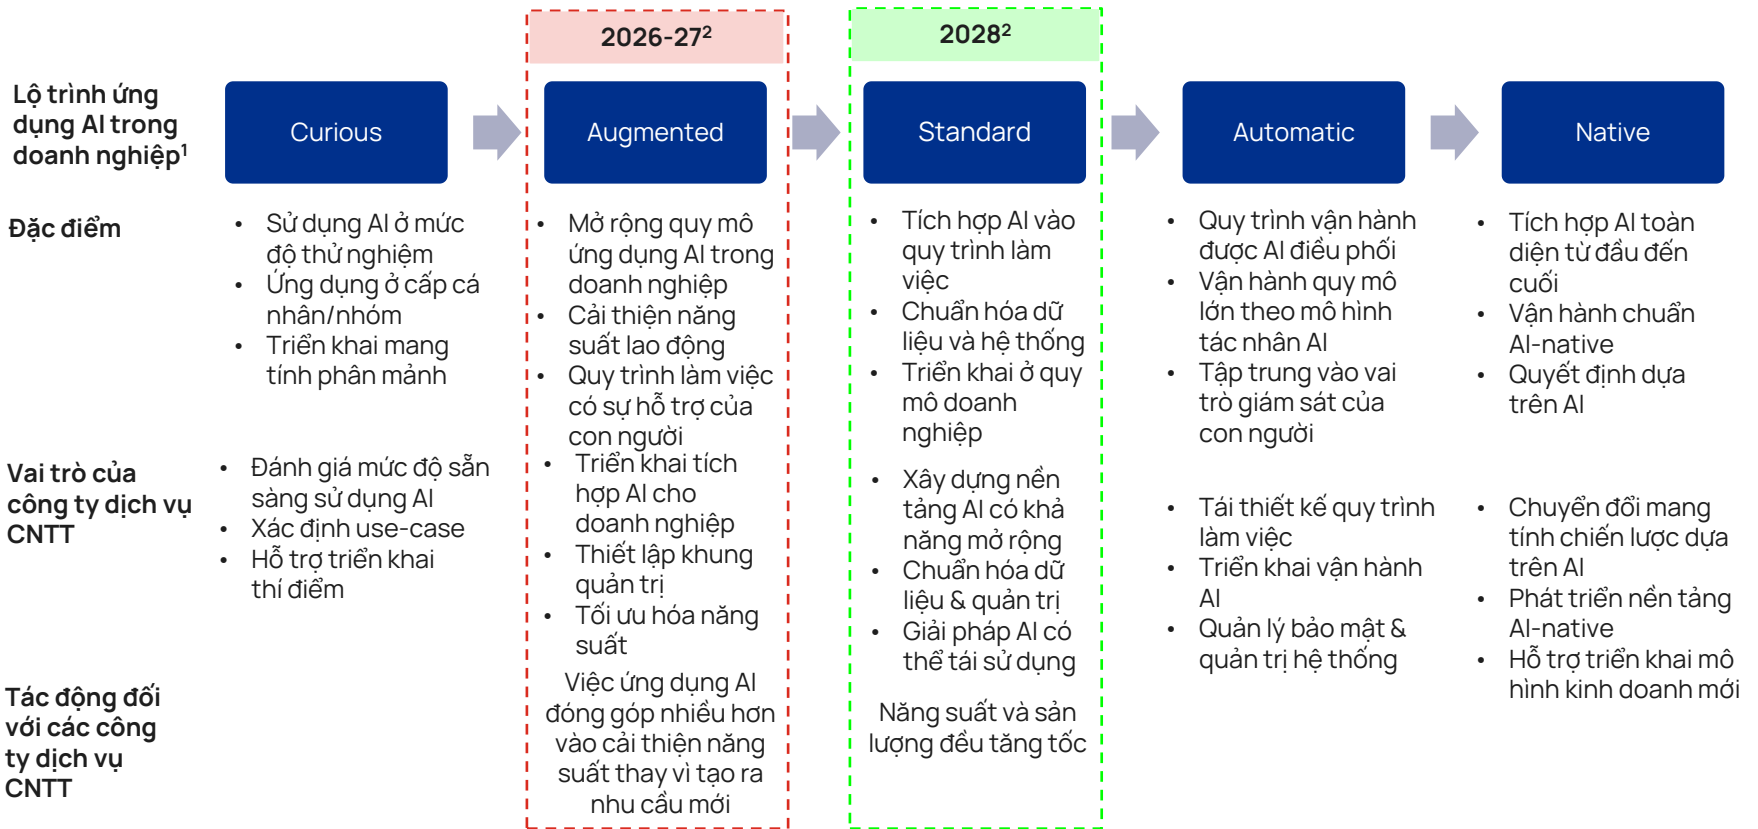 2026-27²
2028²
Lộ trình ứng
dụng AI trong
doanh nghiệp¹
Curious
Augmented
Standard
Automatic
Native
Đặc điểm
• Sử dụng AI ở mức
độ thử nghiệm
• Ứng dụng ở cấp cá
nhân/nhóm
• Triển khai mang
tính phân mảnh
• Mở rộng quy mô
ứng dụng AI trong
doanh nghiệp
• Cải thiện năng
suất lao động
• Quy trình làm việc
có sự hỗ trợ của
con người
• Tích hợp AI vào
quy trình làm
việc
• Chuẩn hóa dữ
liệu và hệ thống
• Triển khai ở quy
mô doanh
nghiệp
• Quy trình vận hành
được AI điều phối
• Vận hành quy mô
lớn theo mô hình
tác nhân AI
• Tập trung vào vai
trò giám sát của
con người
• Tích hợp AI toàn
diện từ đầu đến
cuối
• Vận hành chuẩn
AI-native
• Quyết định dựa
trên AI
Vai trò của
công ty dịch vụ
CNTT
• Đánh giá mức độ sẵn
sàng sử dụng AI
• Xác định use-case
• Hỗ trợ triển khai
thí điểm
• Triển khai tích
hợp AI cho
doanh nghiệp
• Thiết lập khung
quản trị
• Tối ưu hóa năng
suất
• Xây dựng nền
tảng AI có khả
năng mở rộng
• Chuẩn hóa dữ
liệu & quản trị
• Giải pháp AI có
thể tái sử dụng
• Tái thiết kế quy trình
làm việc
• Triển khai vận hành
AI
• Quản lý bảo mật &
quản trị hệ thống
• Chuyển đổi mang
tính chiến lược dựa
trên AI
• Phát triển nền tảng
AI-native
• Hỗ trợ triển khai mô
hình kinh doanh mới
Tác động đối
với các công
ty dịch vụ
CNTT
Việc ứng dụng AI
đóng góp nhiều hơn
vào cải thiện năng
suất thay vì tạo ra
nhu cầu mới
Năng suất và sản
lượng đều tăng tốc